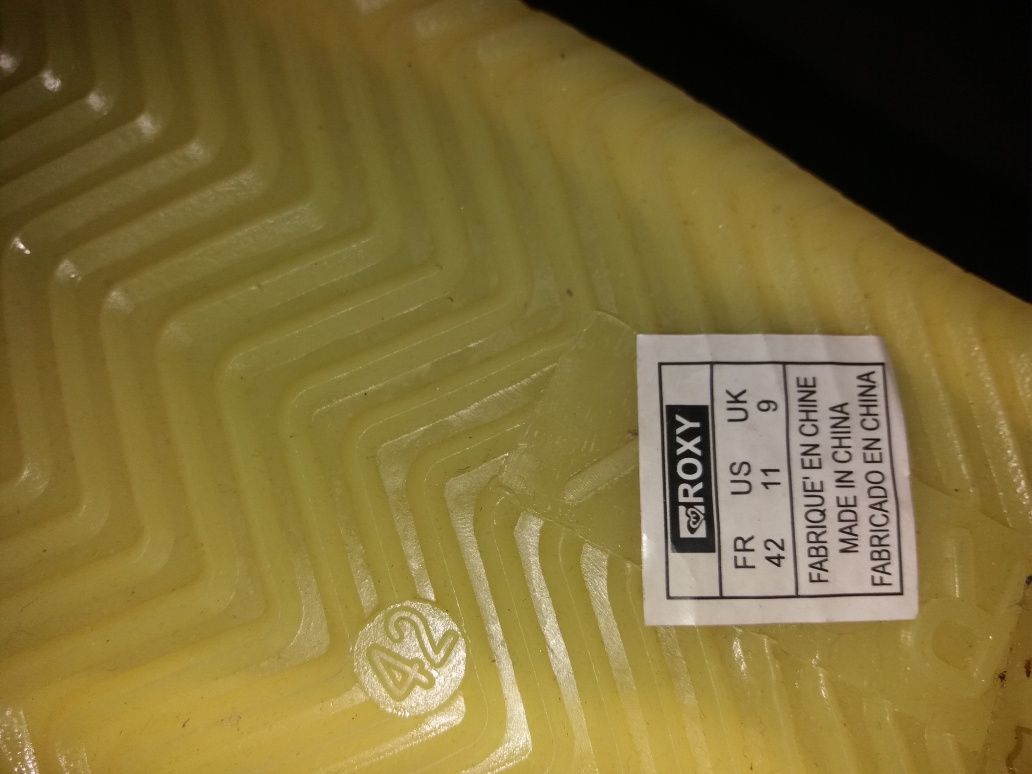 ROXY
FR US UK
42 11 9
FABRIQUE' EN CHINE
MADE IN CHINA
FABRICADO EN CHINA
42